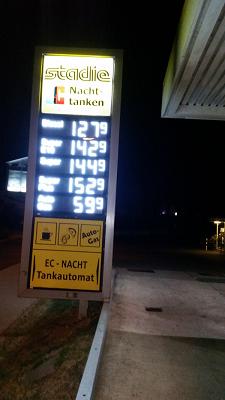 stadie
Nacht-
tanken
Diesel 127⁹
142⁹
144⁹
152⁹
59⁹
Auto-
Gas
EC - NACHT
Tankautomat